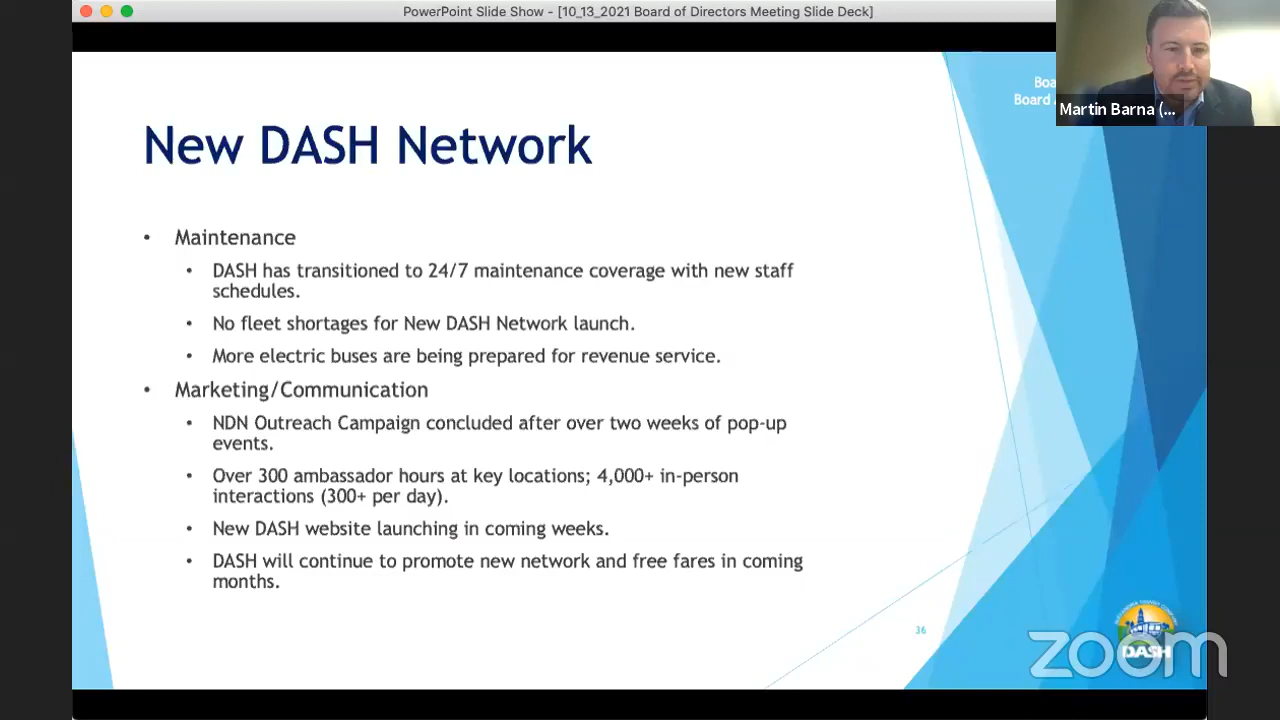 PowerPoint Slide Show - [10_13_2021 Board of Directors Meeting Slide Deck]
Martin Barna (...
New DASH Network
• Maintenance
• DASH has transitioned to 24/7 maintenance coverage with new staff
schedules.
• No fleet shortages for New DASH Network launch.
• More electric buses are being prepared for revenue service.
• Marketing/Communication
• NDN Outreach Campaign concluded after over two weeks of pop-up
events.
• Over 300 ambassador hours at key locations; 4,000+ in-person
interactions (300+ per day).
• New DASH website launching in coming weeks.
• DASH will continue to promote new network and free fares in coming
months.
36
DASH
zoom